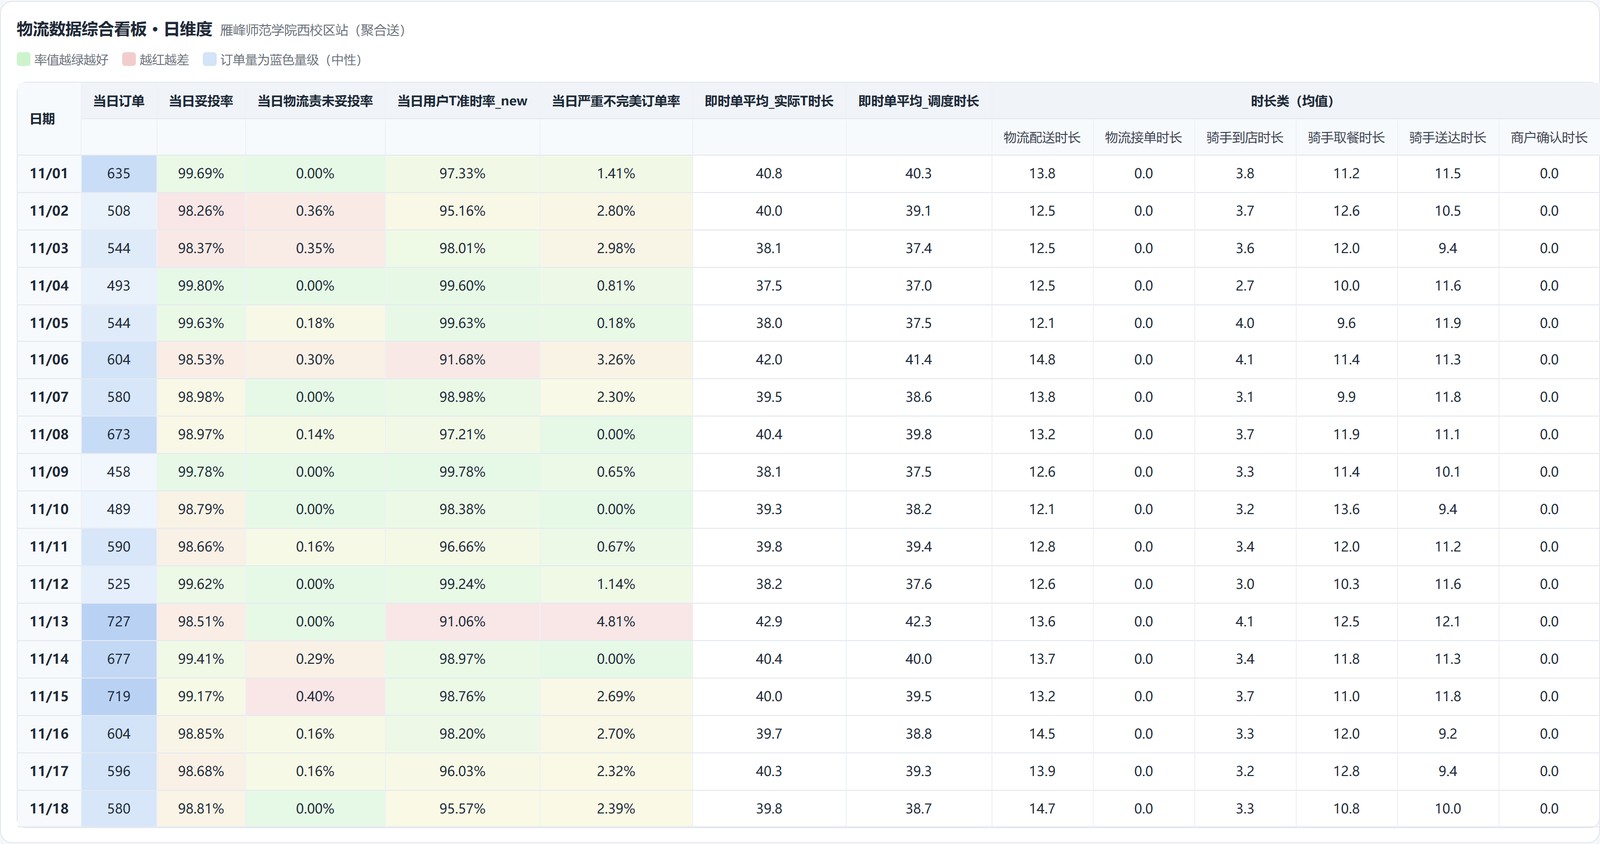 物流数据综合看板 • 日维度 雁峰师范学院西校区站（聚合送）
率值越绿越好 越红越差 订单量为蓝色量级（中性）
日期 当日订单 当日妥投率 当日物流责未妥投率 当日用户T准时率_new 当日严重不完美订单率 即时单平均_实际T时长 即时单平均_调度时长 时长类（均值）
物流配送时长 物流接单时长 骑手到店时长 骑手取餐时长 骑手送达时长 商户确认时长
11/01 635 99.69% 0.00% 97.33% 1.41% 40.8 40.3 13.8 0.0 3.8 11.2 11.5 0.0
11/02 508 98.26% 0.36% 95.16% 2.80% 40.0 39.1 12.5 0.0 3.7 12.6 10.5 0.0
11/03 544 98.37% 0.35% 98.01% 2.98% 38.1 37.4 12.5 0.0 3.6 12.0 9.4 0.0
11/04 493 99.80% 0.00% 99.60% 0.81% 37.5 37.0 12.5 0.0 2.7 10.0 11.6 0.0
11/05 544 99.63% 0.18% 99.63% 0.18% 38.0 37.5 12.1 0.0 4.0 9.6 11.9 0.0
11/06 604 98.53% 0.30% 91.68% 3.26% 42.0 41.4 14.8 0.0 4.1 11.4 11.3 0.0
11/07 580 98.98% 0.00% 98.98% 2.30% 39.5 38.6 13.8 0.0 3.1 9.9 11.8 0.0
11/08 673 98.97% 0.14% 97.21% 0.00% 40.4 39.8 13.2 0.0 3.7 11.9 11.1 0.0
11/09 458 99.78% 0.00% 99.78% 0.65% 38.1 37.5 12.6 0.0 3.3 11.4 10.1 0.0
11/10 489 98.79% 0.00% 98.38% 0.00% 39.3 38.2 12.1 0.0 3.2 13.6 9.4 0.0
11/11 590 98.66% 0.16% 96.66% 0.67% 39.8 39.4 12.8 0.0 3.4 12.0 11.2 0.0
11/12 525 99.62% 0.00% 99.24% 1.14% 38.2 37.6 12.6 0.0 3.0 10.3 11.6 0.0
11/13 727 98.51% 0.00% 91.06% 4.81% 42.9 42.3 13.6 0.0 4.1 12.5 12.1 0.0
11/14 677 99.41% 0.29% 98.97% 0.00% 40.4 40.0 13.7 0.0 3.4 11.8 11.3 0.0
11/15 719 99.17% 0.40% 98.76% 2.69% 40.0 39.5 13.2 0.0 3.7 11.0 11.8 0.0
11/16 604 98.85% 0.16% 98.20% 2.70% 39.7 38.8 14.5 0.0 3.3 12.0 9.2 0.0
11/17 596 98.68% 0.16% 96.03% 2.32% 40.3 39.3 13.9 0.0 3.2 12.8 9.4 0.0
11/18 580 98.81% 0.00% 95.57% 2.39% 39.8 38.7 14.7 0.0 3.3 10.8 10.0 0.0